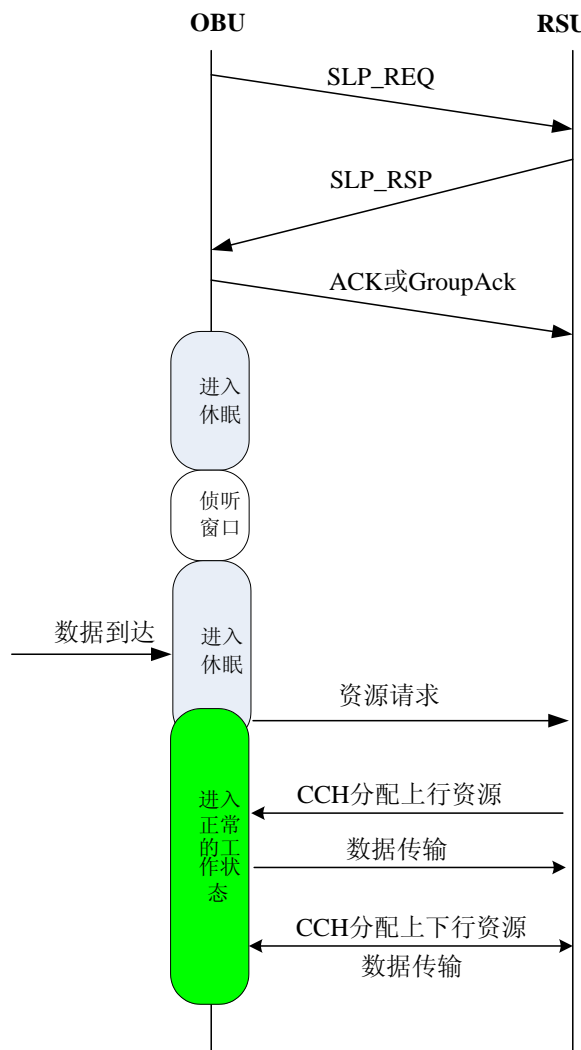 OBU
RSU
SLP_REQ
SLP_RSP
ACK或GroupAck
进入
休眠
侦听
窗口
数据到达
进入
休眠
资源请求
进入
正常
的工
作状
态
CCH分配上行资源
数据传输
CCH分配上下行资源
数据传输